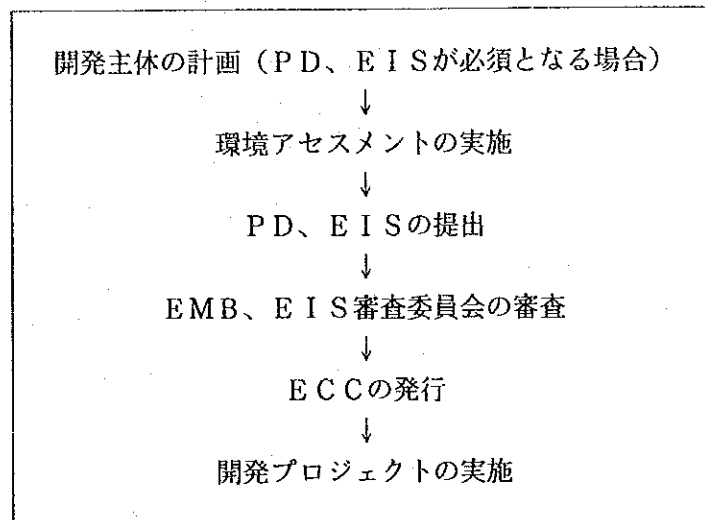 開発主体の計画（ＰＤ、ＥＩＳが必須となる場合）
↓
環境アセスメントの実施
↓
ＰＤ、ＥＩＳの提出
↓
ＥＭＢ、ＥＩＳ審査委員会の審査
↓
ＥＣＣの発行
↓
開発プロジェクトの実施